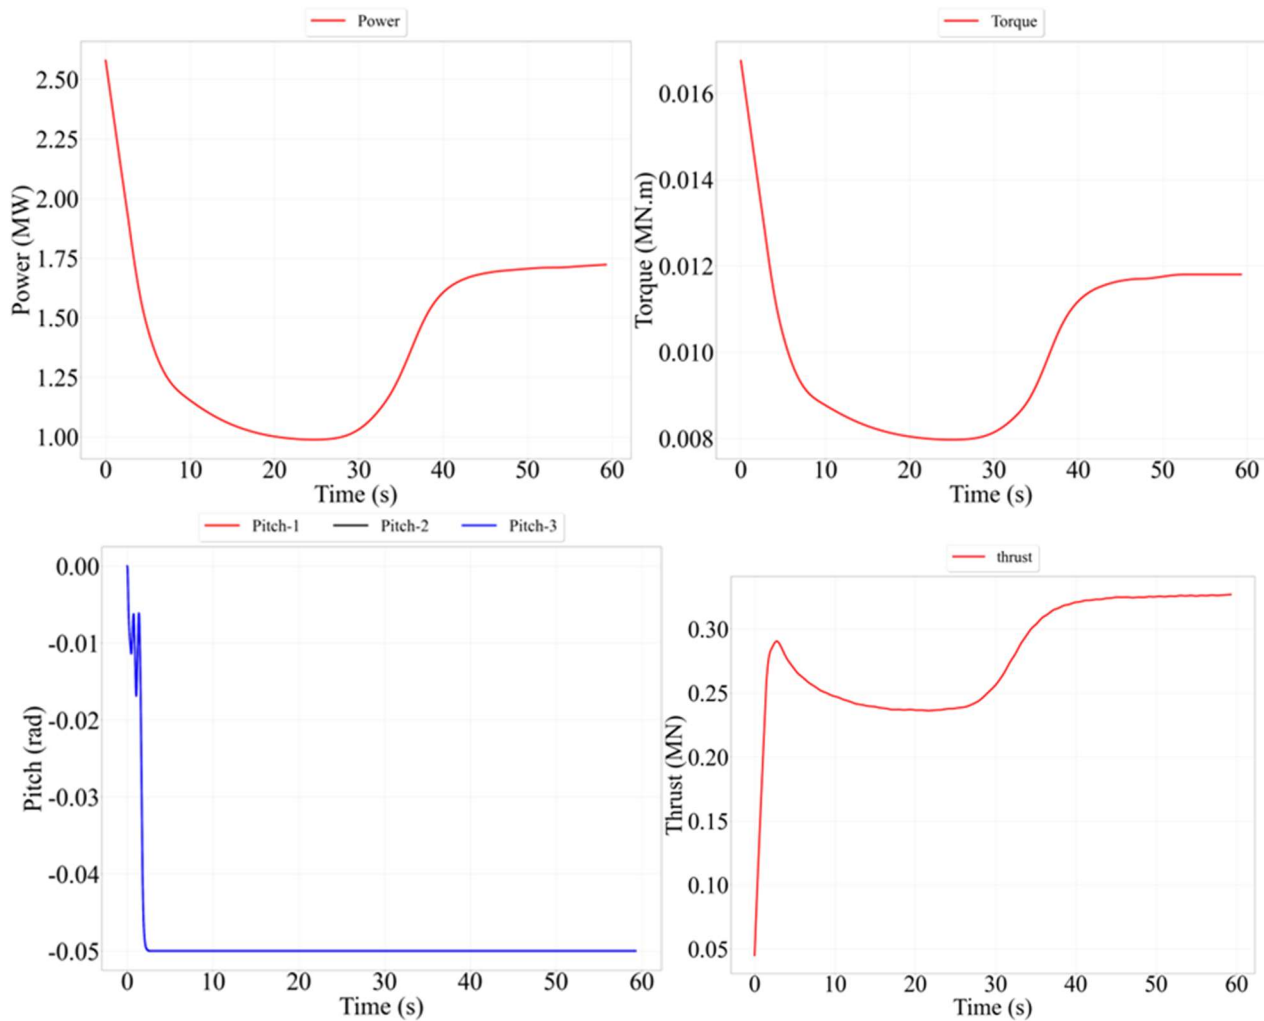 Power
2.50
2.25
2.00
1.75
1.50
1.25
1.00
Power (MW)
0 10 20 30 40 50 60
Time (s)
Torque
0.016
0.014
0.012
0.010
0.008
Torque (MN.m)
0 10 20 30 40 50 60
Time (s)
Pitch-1 Pitch-2 Pitch-3
0.00
-0.01
-0.02
-0.03
-0.04
-0.05
Pitch (rad)
0 10 20 30 40 50 60
Time (s)
thrust
0.30
0.25
0.20
0.15
0.10
0.05
Thrust (MN)
0 10 20 30 40 50 60
Time (s)